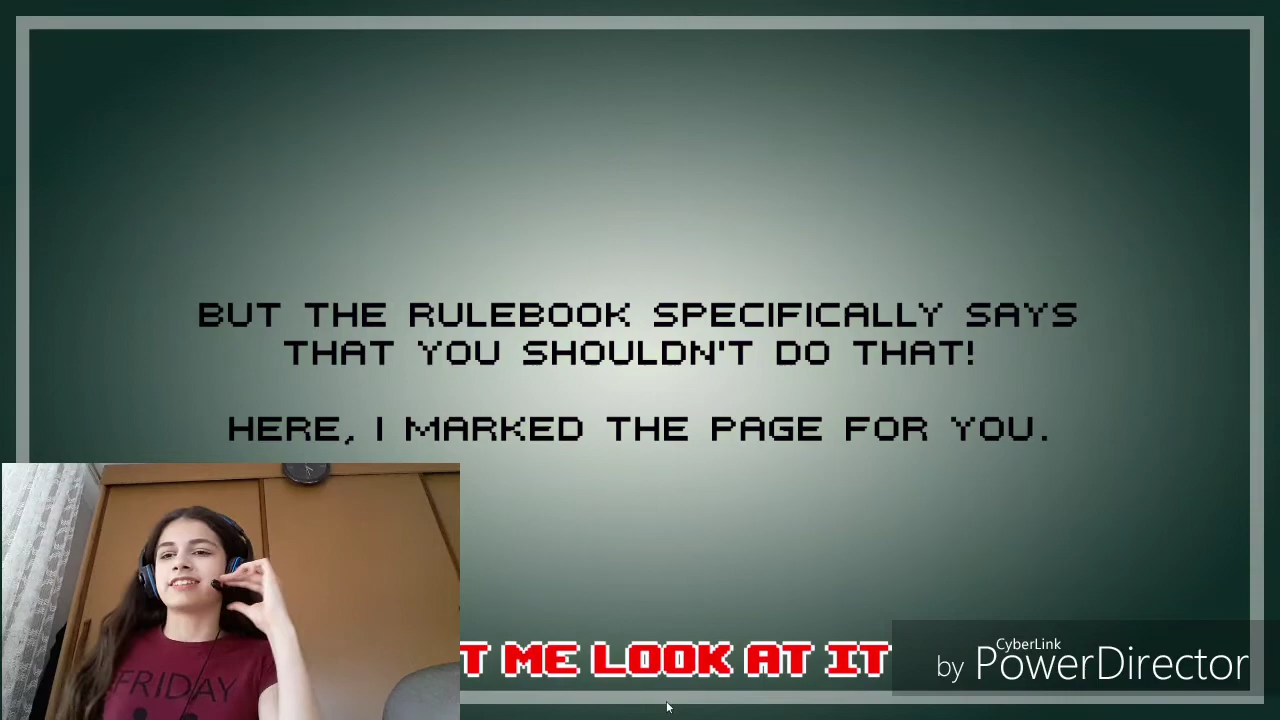 BUT THE RULEBOOK SPECIFICALLY SAYS
THAT YOU SHOULDN'T DO THAT!
HERE, I MARKED THE PAGE FOR YOU.
FRIDAY
T ME LOOK AT IT
CyberLink
by PowerDirector